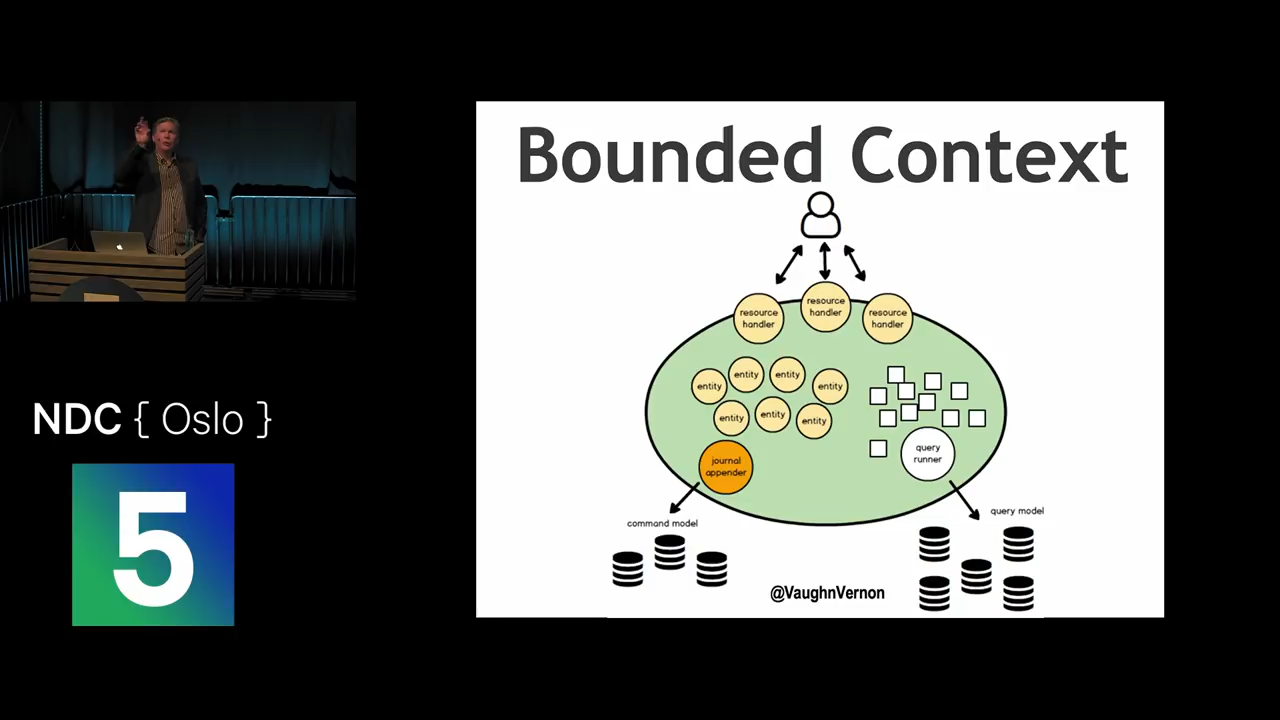 Bounded Context
resource
handler
resource
handler
resource
handler
entity
entity
entity
entity
entity
entity
entity
journal
appender
query
runner
command model
query model
@VaughnVernon
NDC { Oslo }
5